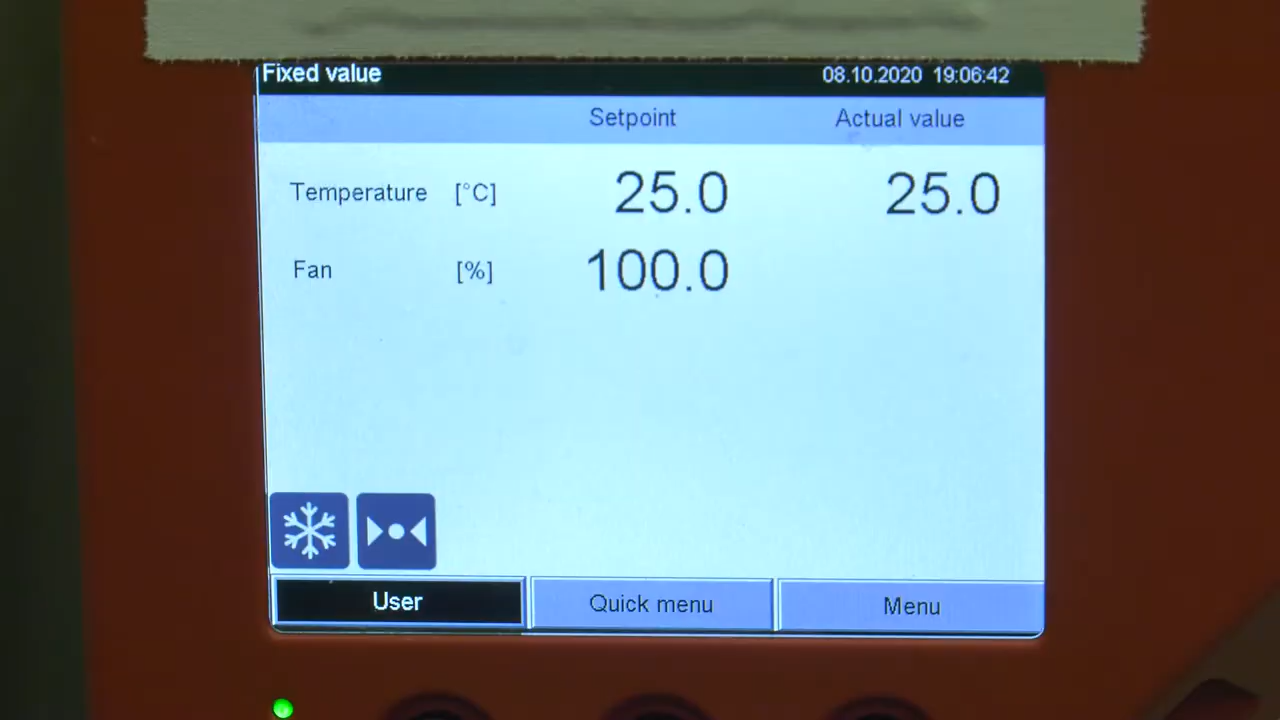 Fixed value 08.10.2020 19:06:42
Setpoint Actual value
Temperature [°C] 25.0 25.0
Fan [%] 100.0
User Quick menu Menu